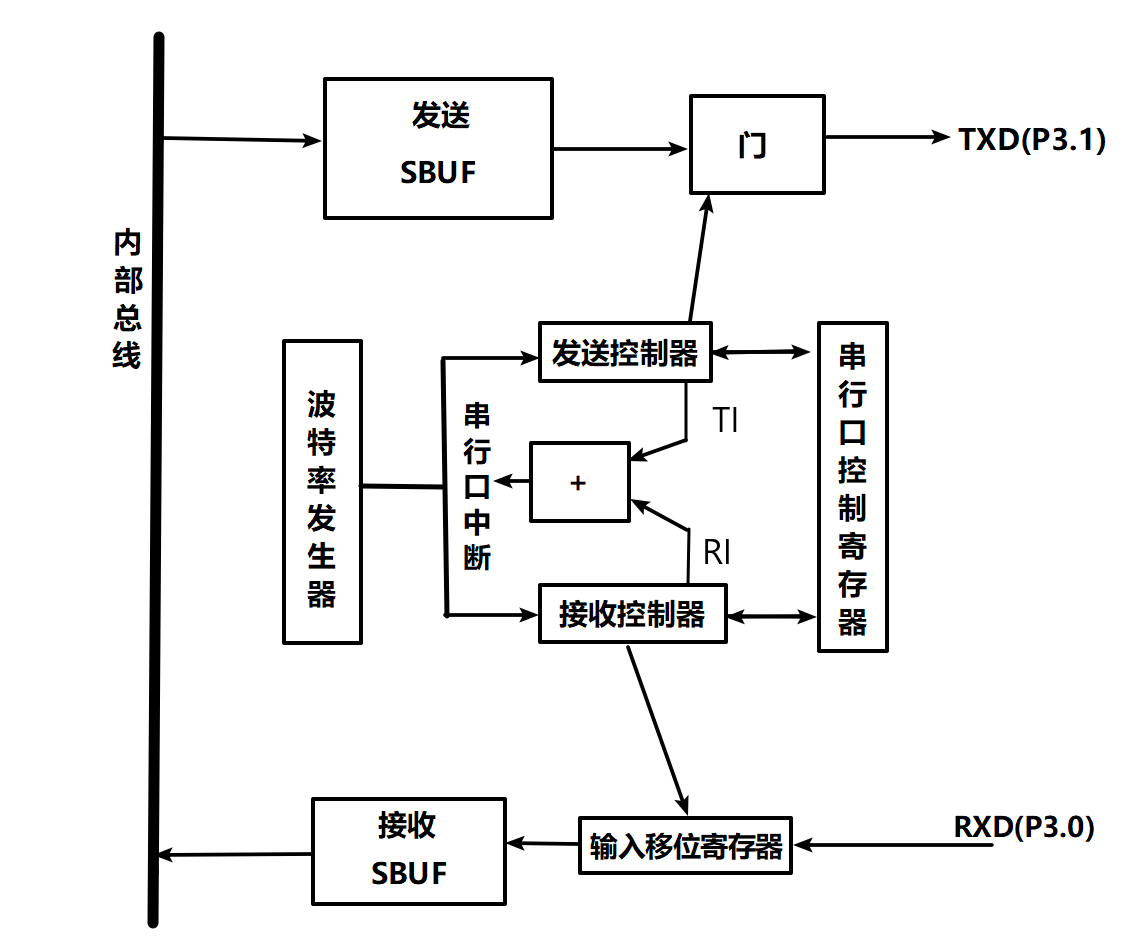 发送
SBUF
门
TXD(P3.1)
内部总线
发送控制器
串行口控制寄存器
波特率发生器
串行口中断
TI
+
RI
接收控制器
接收
SBUF
输入移位寄存器
RXD(P3.0)